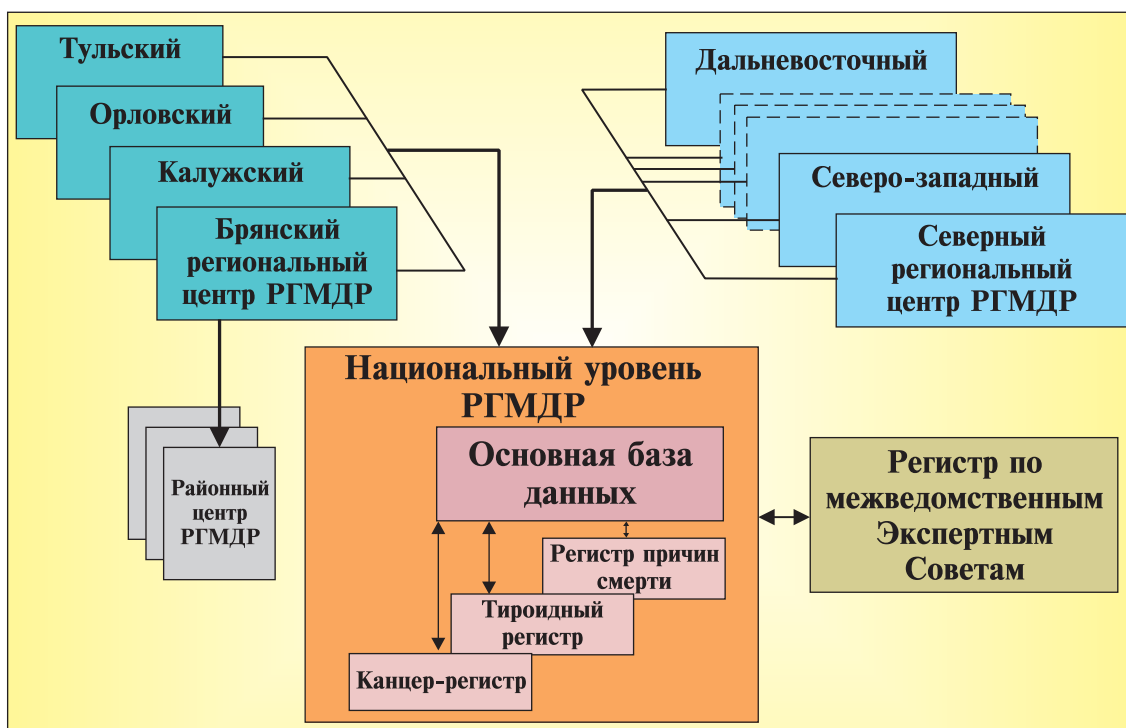 Тульский
Орловский
Калужский
Брянский
региональный
центр РГМДР
Дальневосточный
Северо-западный
Северный
региональный
центр РГМДР
Национальный уровень
РГМДР
Основная база
данных
Регистр причин
смерти
Тироидный
регистр
Канцер-регистр
Районный
центр
РГМДР
Регистр по
межведомственным
Экспертным
Советам